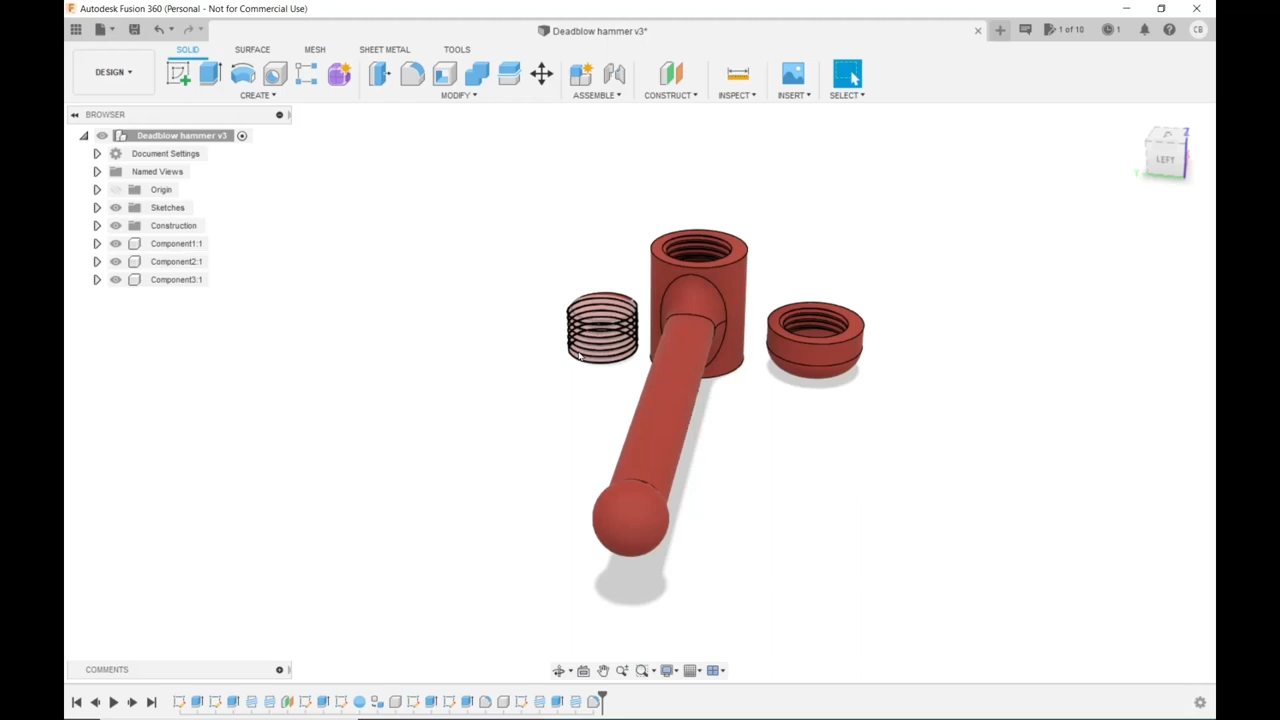 Autodesk Fusion 360 (Personal - Not for Commercial Use)
Deadblow hammer v3*
1 of 10
1
CB
DESIGN
SOLID
SURFACE
MESH
SHEET METAL
TOOLS
CREATE
MODIFY
ASSEMBLE
CONSTRUCT
INSPECT
INSERT
SELECT
BROWSER
Deadblow hammer v3
Document Settings
Named Views
Origin
Sketches
Construction
Component1:1
Component2:1
Component3:1
Z
LEFT
Y
COMMENTS